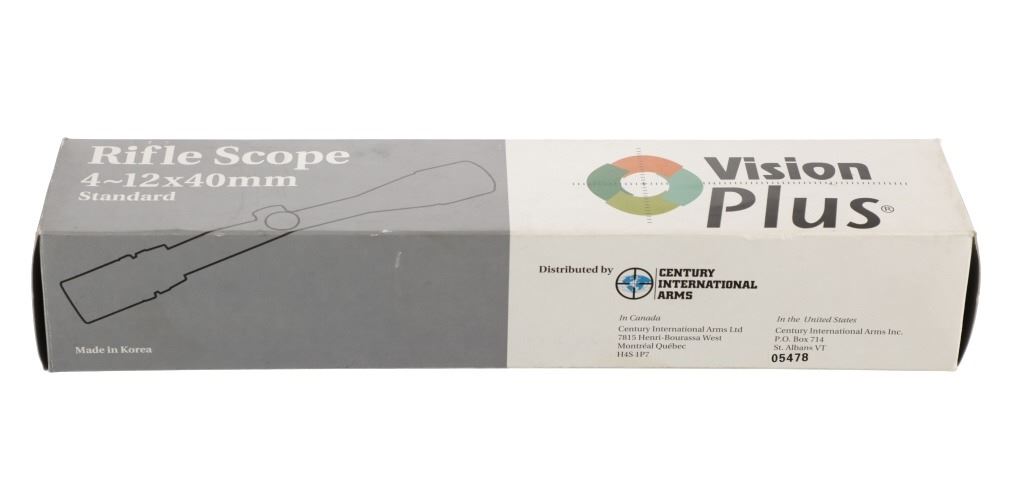 Rifle Scope
4~12x40mm
Standard
Vision
Plus®
Made in Korea
Distributed by
CENTURY
INTERNATIONAL
ARMS
In Canada
Century International Arms Ltd
7815 Henri-Bourassa West
Montréal Québec
H4S 1P7
In the United States
Century International Arms Inc.
P.O. Box 714
St. Albans VT
05478